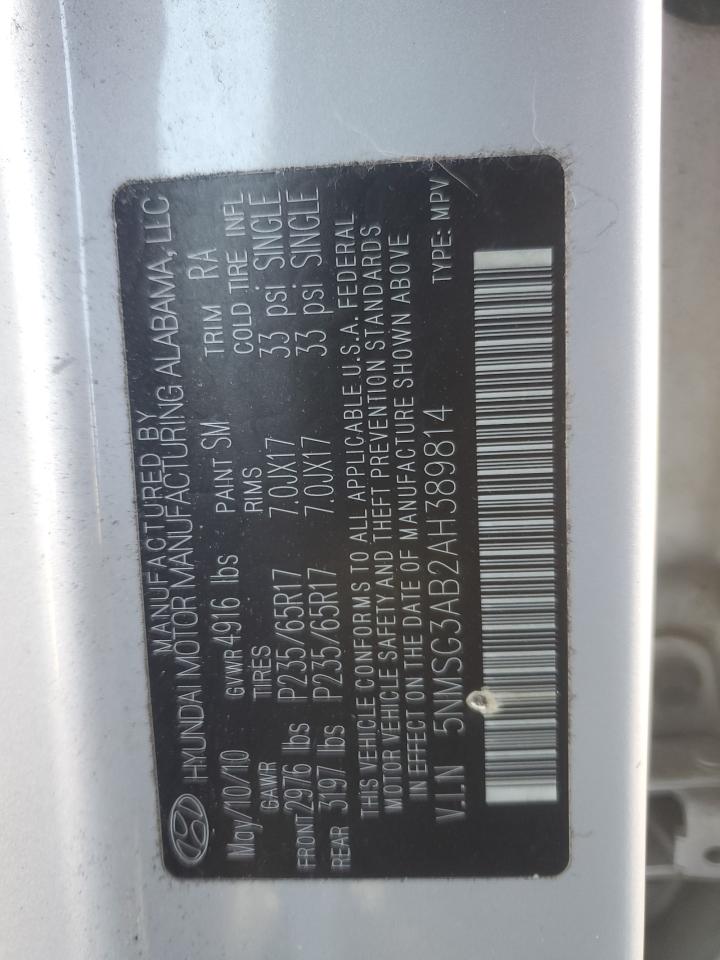 MANUFACTURED BY
HYUNDAI MOTOR MANUFACTURING ALABAMA, LLC
May/10/10 GVWR 4916 lbs PAINT SM TRIM RA
GAWR TIRES RIMS COLD TIRE INFL
FRONT 2976 lbs P235/65R17 7.0JX17 33 psi SINGLE
REAR 3197 lbs P235/65R17 7.0JX17 33 psi SINGLE
THIS VEHICLE CONFORMS TO ALL APPLICABLE U.S.A. FEDERAL
MOTOR VEHICLE SAFETY AND THEFT PREVENTION STANDARDS
IN EFFECT ON THE DATE OF MANUFACTURE SHOWN ABOVE
V.I.N 5NMSG3AB2AH389814 TYPE: MPV